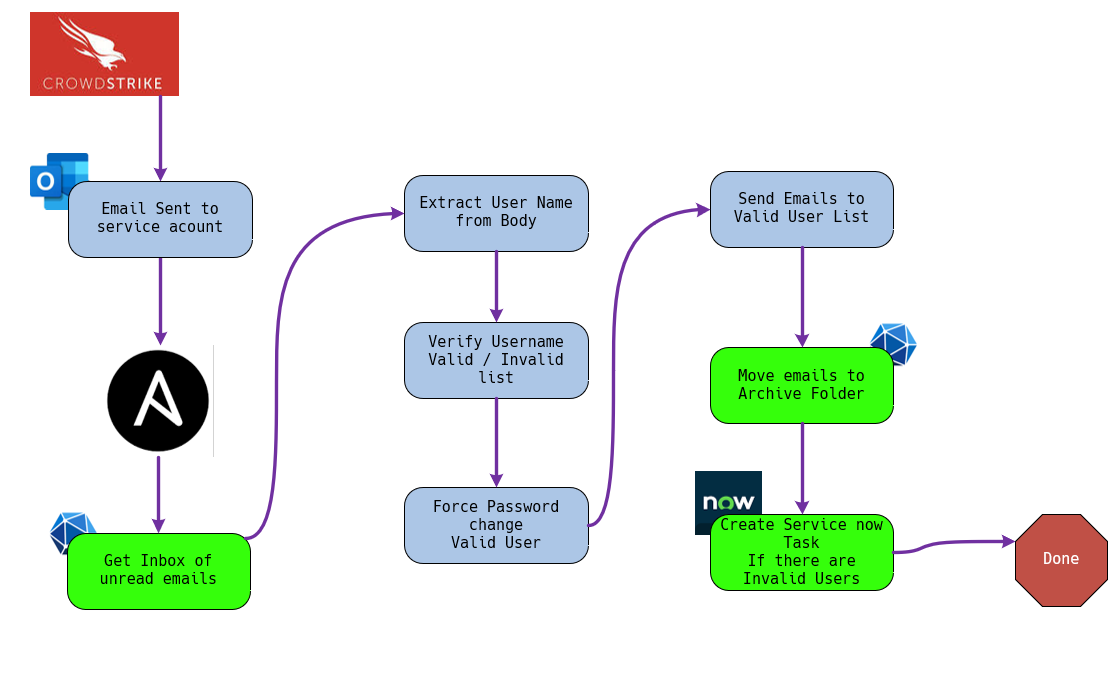 CROWDSTRIKE
O
Email Sent to
service acount
Get Inbox of
unread emails
Extract User Name
from Body
Verify Username
Valid / Invalid
list
Force Password
change
Valid User
Send Emails to
Valid User List
Move emails to
Archive Folder
now
Create Service now
Task
If there are
Invalid Users
Done